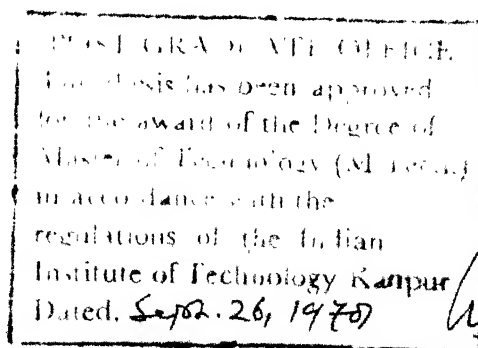 POST GRADUATE OFFICE
This thesis has been approved
for the award of the Degree of
Master of Technology (M.Tech.)
in accordance with the
regulations of the Indian
Institute of Technology Kanpur
Dated. Sept. 26, 1970